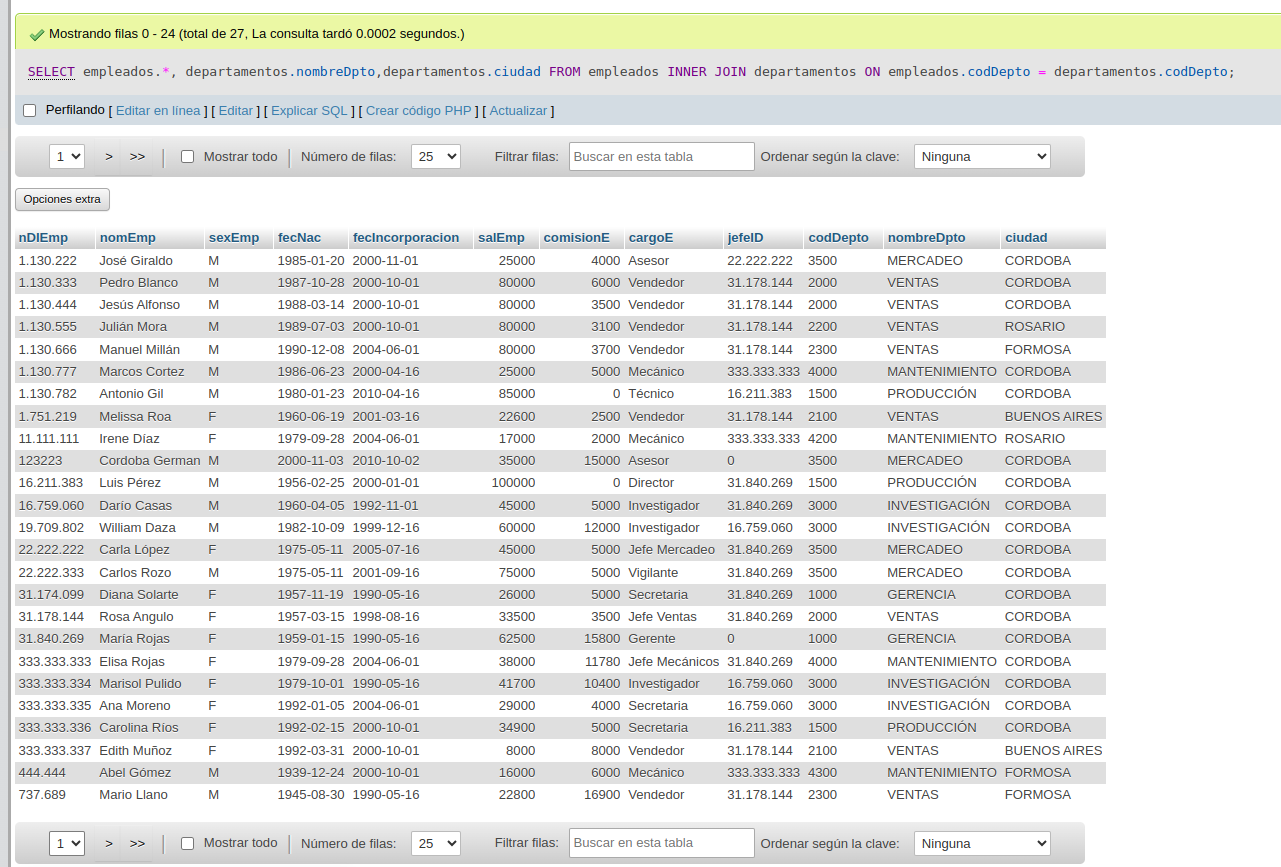 Mostrando filas 0 - 24 (total de 27, La consulta tardó 0.0002 segundos.)
SELECT empleados.*, departamentos.nombreDpto,departamentos.ciudad FROM empleados INNER JOIN departamentos ON empleados.codDepto = departamentos.codDepto;
Perfilando [ Editar en línea ] [ Editar ] [ Explicar SQL ] [ Crear código PHP ] [ Actualizar ]
1 > >> | Mostrar todo | Número de filas: 25 Filtrar filas: Buscar en esta tabla Ordenar según la clave: Ninguna
Opciones extra
nDIEmp nomEmp sexEmp fecNac fecIncorporacion salEmp comisionE cargoE jefeID codDepto nombreDpto ciudad
1.130.222 José Giraldo M 1985-01-20 2000-11-01 25000 4000 Asesor 22.222.222 3500 MERCADEO CORDOBA
1.130.333 Pedro Blanco M 1987-10-28 2000-10-01 80000 6000 Vendedor 31.178.144 2000 VENTAS CORDOBA
1.130.444 Jesús Alfonso M 1988-03-14 2000-10-01 80000 3500 Vendedor 31.178.144 2000 VENTAS CORDOBA
1.130.555 Julián Mora M 1989-07-03 2000-10-01 80000 3100 Vendedor 31.178.144 2200 VENTAS ROSARIO
1.130.666 Manuel Millán M 1990-12-08 2004-06-01 80000 3700 Vendedor 31.178.144 2300 VENTAS FORMOSA
1.130.777 Marcos Cortez M 1986-06-23 2000-04-16 25000 5000 Mecánico 333.333.333 4000 MANTENIMIENTO CORDOBA
1.130.782 Antonio Gil M 1980-01-23 2010-04-16 85000 0 Técnico 16.211.383 1500 PRODUCCIÓN CORDOBA
1.751.219 Melissa Roa F 1960-06-19 2001-03-16 22600 2500 Vendedor 31.178.144 2100 VENTAS BUENOS AIRES
11.111.111 Irene Díaz F 1979-09-28 2004-06-01 17000 2000 Mecánico 333.333.333 4200 MANTENIMIENTO ROSARIO
123223 Cordoba German M 2000-11-03 2010-10-02 35000 15000 Asesor 0 3500 MERCADEO CORDOBA
16.211.383 Luis Pérez M 1956-02-25 2000-01-01 100000 0 Director 31.840.269 1500 PRODUCCIÓN CORDOBA
16.759.060 Darío Casas M 1960-04-05 1992-11-01 45000 5000 Investigador 31.840.269 3000 INVESTIGACIÓN CORDOBA
19.709.802 William Daza M 1982-10-09 1999-12-16 60000 12000 Investigador 16.759.060 3000 INVESTIGACIÓN CORDOBA
22.222.222 Carla López F 1975-05-11 2005-07-16 45000 5000 Jefe Mercadeo 31.840.269 3500 MERCADEO CORDOBA
22.222.333 Carlos Rozo M 1975-05-11 2001-09-16 75000 5000 Vigilante 31.840.269 3500 MERCADEO CORDOBA
31.174.099 Diana Solarte F 1957-11-19 1990-05-16 26000 5000 Secretaria 31.840.269 1000 GERENCIA CORDOBA
31.178.144 Rosa Angulo F 1957-03-15 1998-08-16 33500 3500 Jefe Ventas 31.840.269 2000 VENTAS CORDOBA
31.840.269 María Rojas F 1959-01-15 1990-05-16 62500 15800 Gerente 0 1000 GERENCIA CORDOBA
333.333.333 Elisa Rojas F 1979-09-28 2004-06-01 38000 11780 Jefe Mecánicos 31.840.269 4000 MANTENIMIENTO CORDOBA
333.333.334 Marisol Pulido F 1979-10-01 1990-05-16 41700 10400 Investigador 16.759.060 3000 INVESTIGACIÓN CORDOBA
333.333.335 Ana Moreno F 1992-01-05 2004-06-01 29000 4000 Secretaria 16.759.060 3000 INVESTIGACIÓN CORDOBA
333.333.336 Carolina Ríos F 1992-02-15 2000-10-01 34900 5000 Secretaria 16.211.383 1500 PRODUCCIÓN CORDOBA
333.333.337 Edith Muñoz F 1992-03-31 2000-10-01 8000 8000 Vendedor 31.178.144 2100 VENTAS BUENOS AIRES
444.444 Abel Gómez M 1939-12-24 2000-10-01 16000 6000 Mecánico 333.333.333 4300 MANTENIMIENTO FORMOSA
737.689 Mario Llano M 1945-08-30 1990-05-16 22800 16900 Vendedor 31.178.144 2300 VENTAS FORMOSA
1 > >> | Mostrar todo | Número de filas: 25 Filtrar filas: Buscar en esta tabla Ordenar según la clave: Ninguna